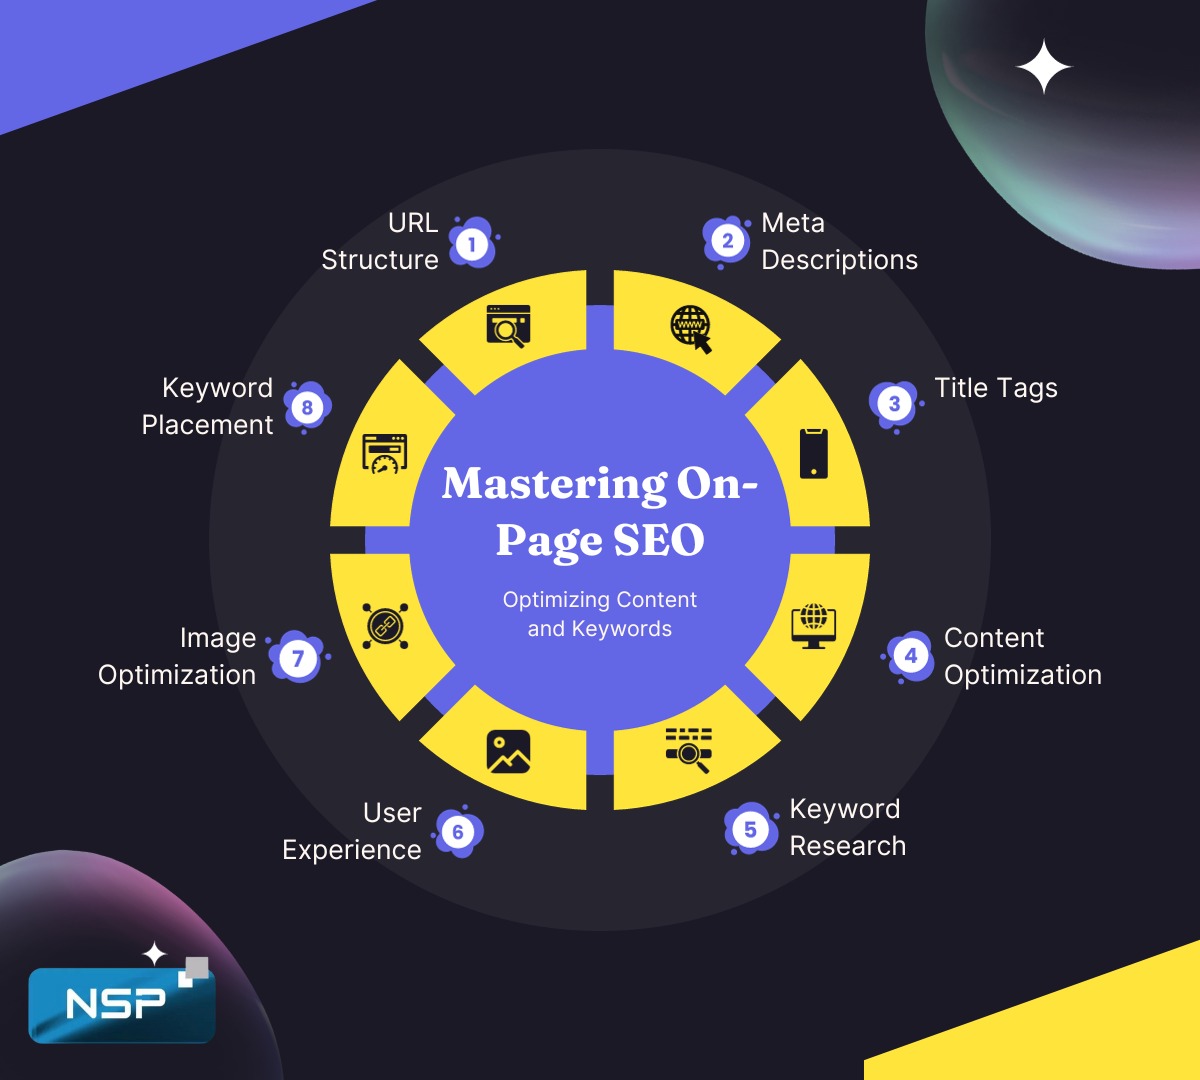 Mastering On-
Page SEO
Optimizing Content
and Keywords
URL
Structure
1
2
Meta
Descriptions
3
Title Tags
4
Content
Optimization
5
Keyword
Research
User
Experience
6
Image
Optimization
7
Keyword
Placement
8
WWW
NSP